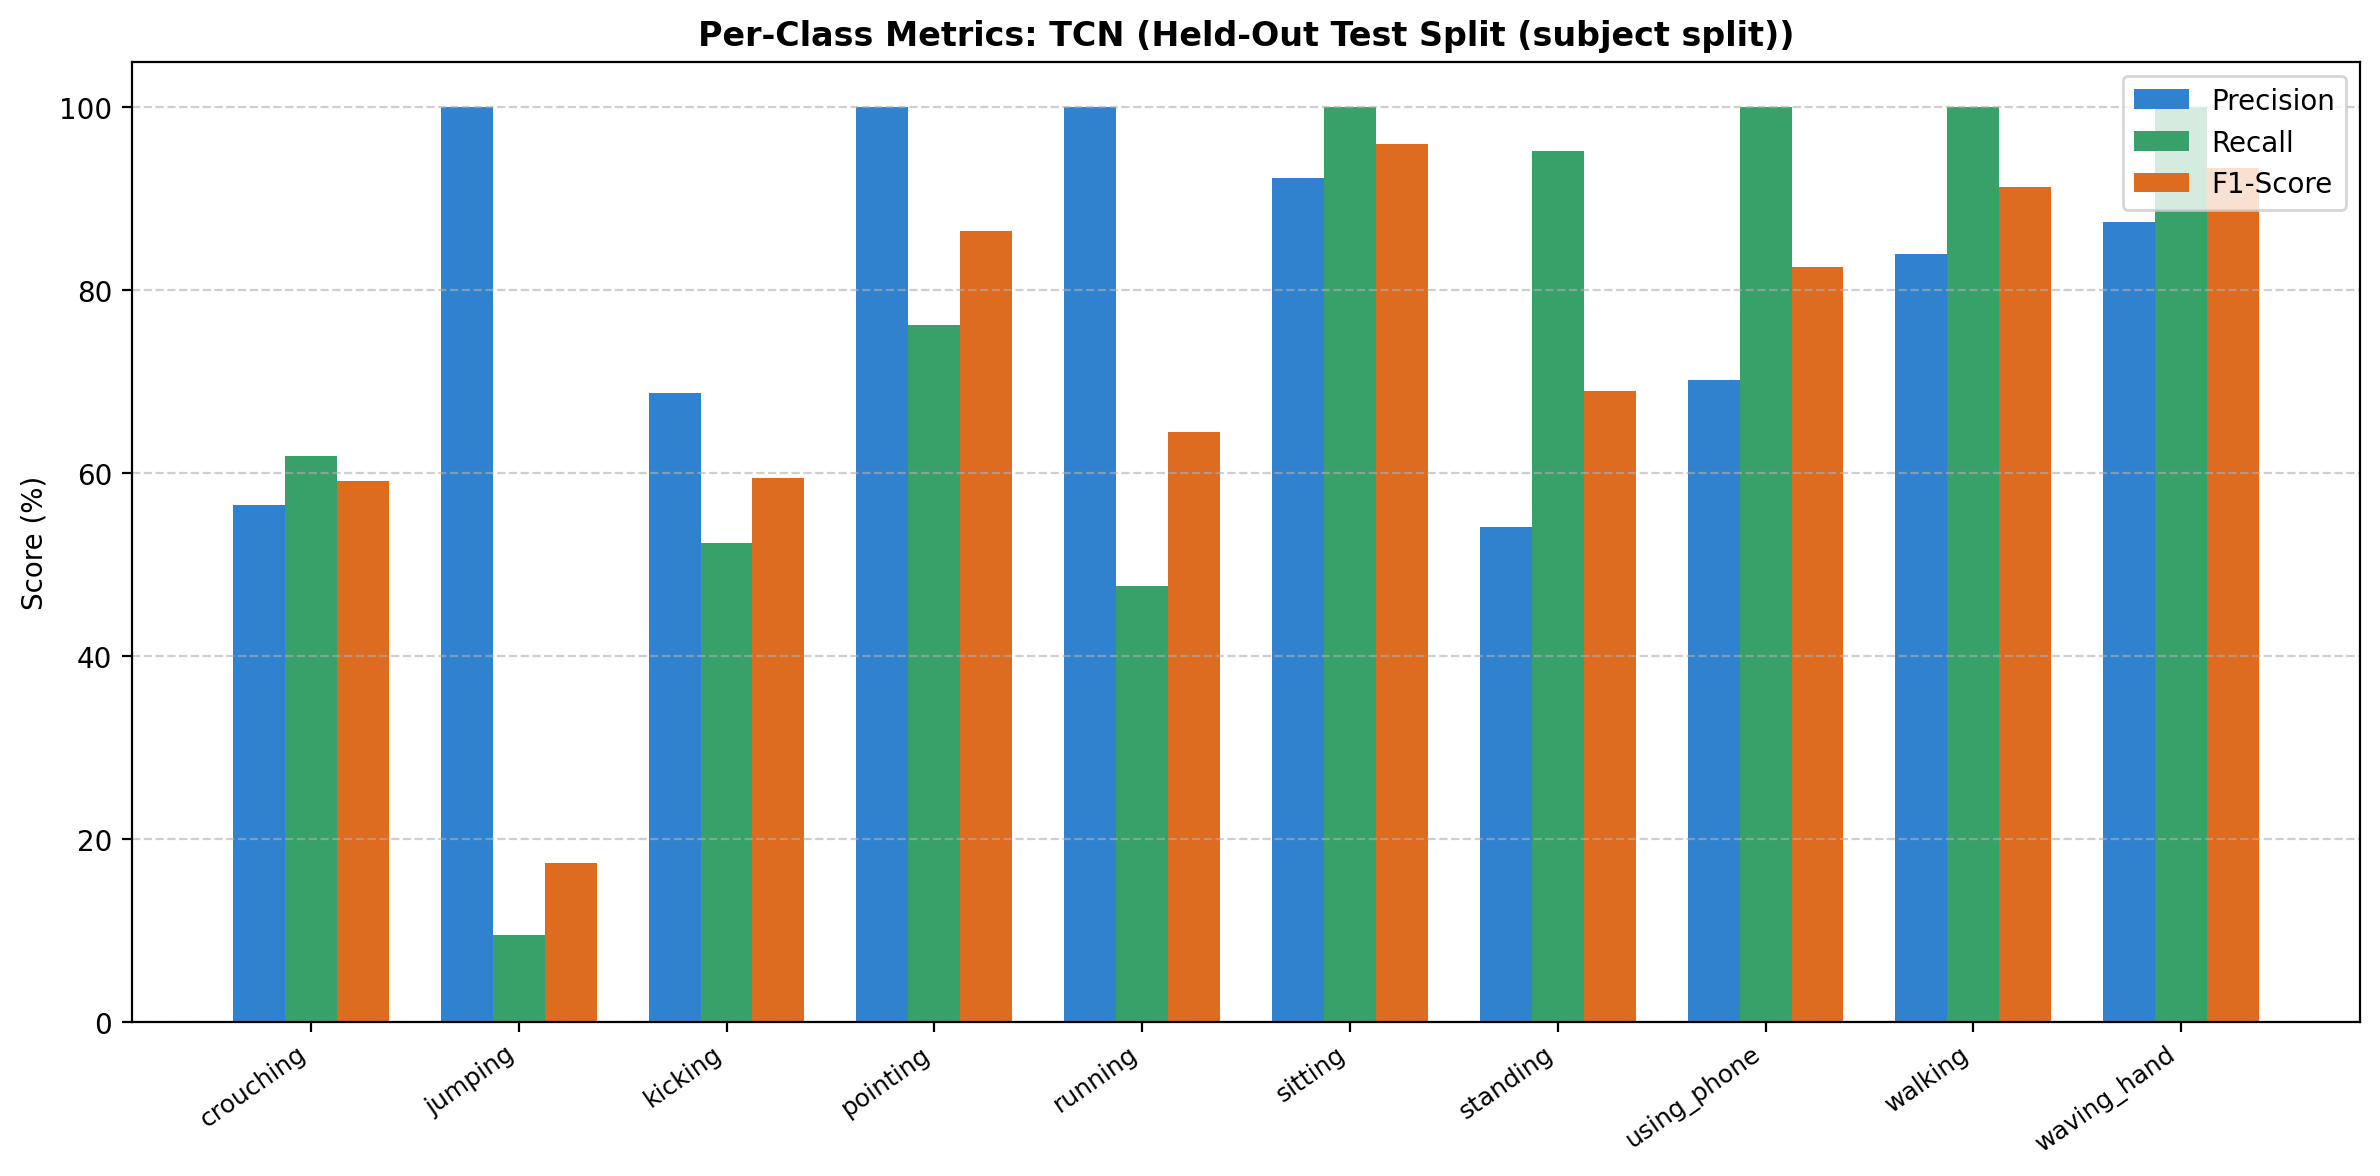 Per-Class Metrics: TCN (Held-Out Test Split (subject split))
Precision
Recall
F1-Score
Score (%)
100
80
60
40
20
0
crouching
jumping
kicking
pointing
running
sitting
standing
using_phone
walking
waving_hand